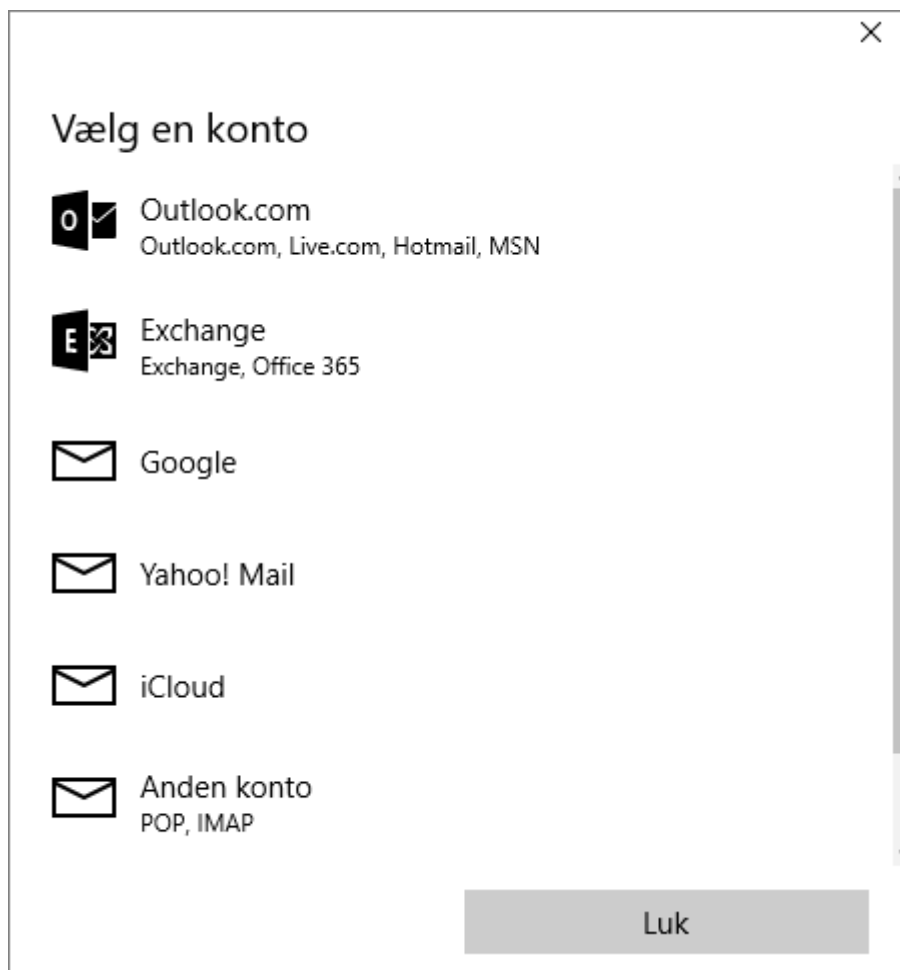 Vælg en konto
Outlook.com
Outlook.com, Live.com, Hotmail, MSN
Exchange
Exchange, Office 365
Google
Yahoo! Mail
iCloud
Anden konto
POP, IMAP
Luk